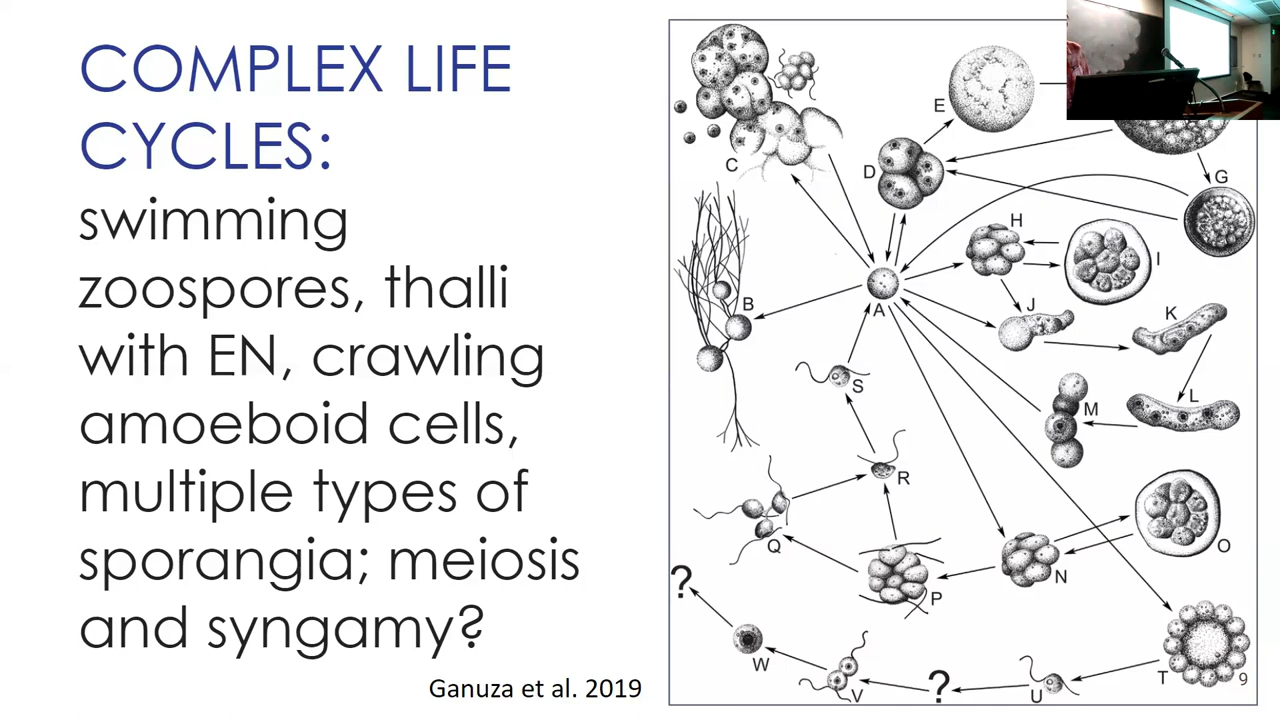 COMPLEX LIFE
CYCLES:
swimming
zoospores, thalli
with EN, crawling
amoeboid cells,
multiple types of
sporangia; meiosis
and syngamy?
Ganuza et al. 2019
C
E
D
G
H
I
B
A
J
K
S
L
M
R
Q
O
N
P
?
W
T
9
V
?
U